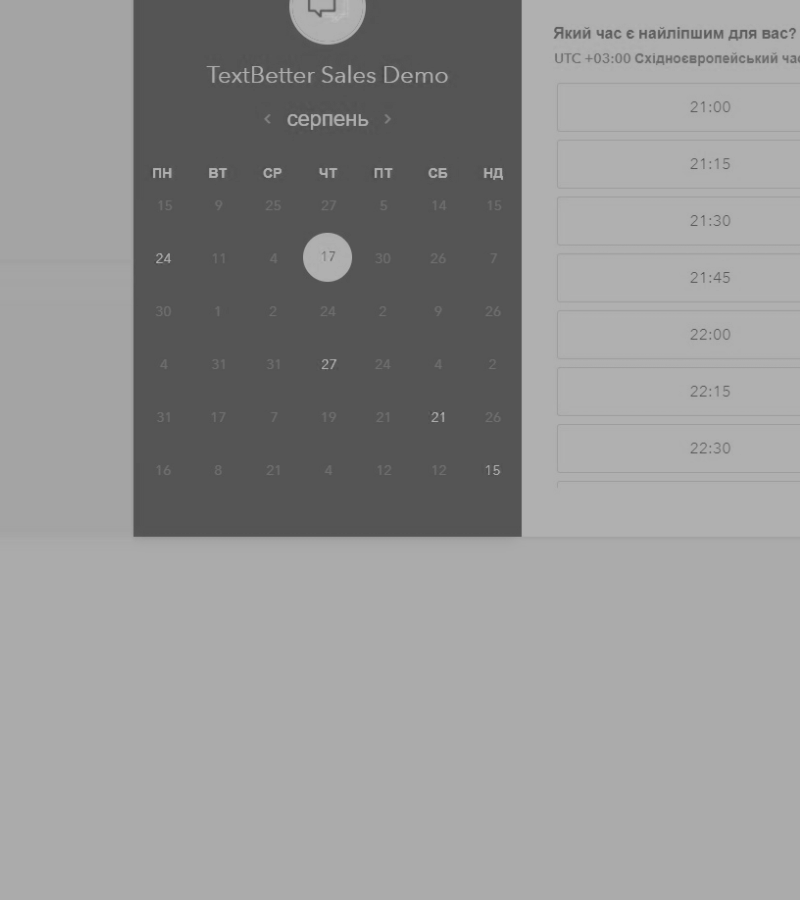 TextBetter Sales Demo
‹ серпень ›
ПН ВТ СР ЧТ ПТ СБ НД
15 9 25 27 5 14 15
24 11 4 17 30 26 7
30 1 2 24 2 9 26
4 31 31 27 24 4 2
31 17 7 19 21 21 26
16 8 21 4 12 12 15
Який час є найліпшим для вас?
UTC +03:00 Східноєвропейський
21:00
21:15
21:30
21:45
22:00
22:15
22:30